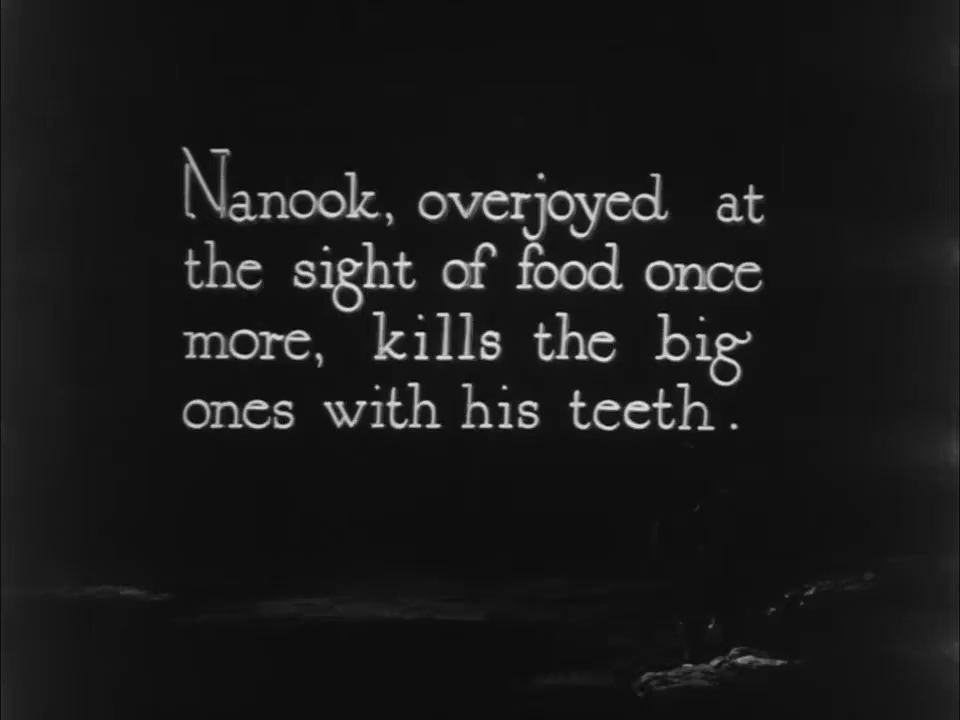 Nanook, overjoyed at
the sight of food once
more, kills the big
ones with his teeth.